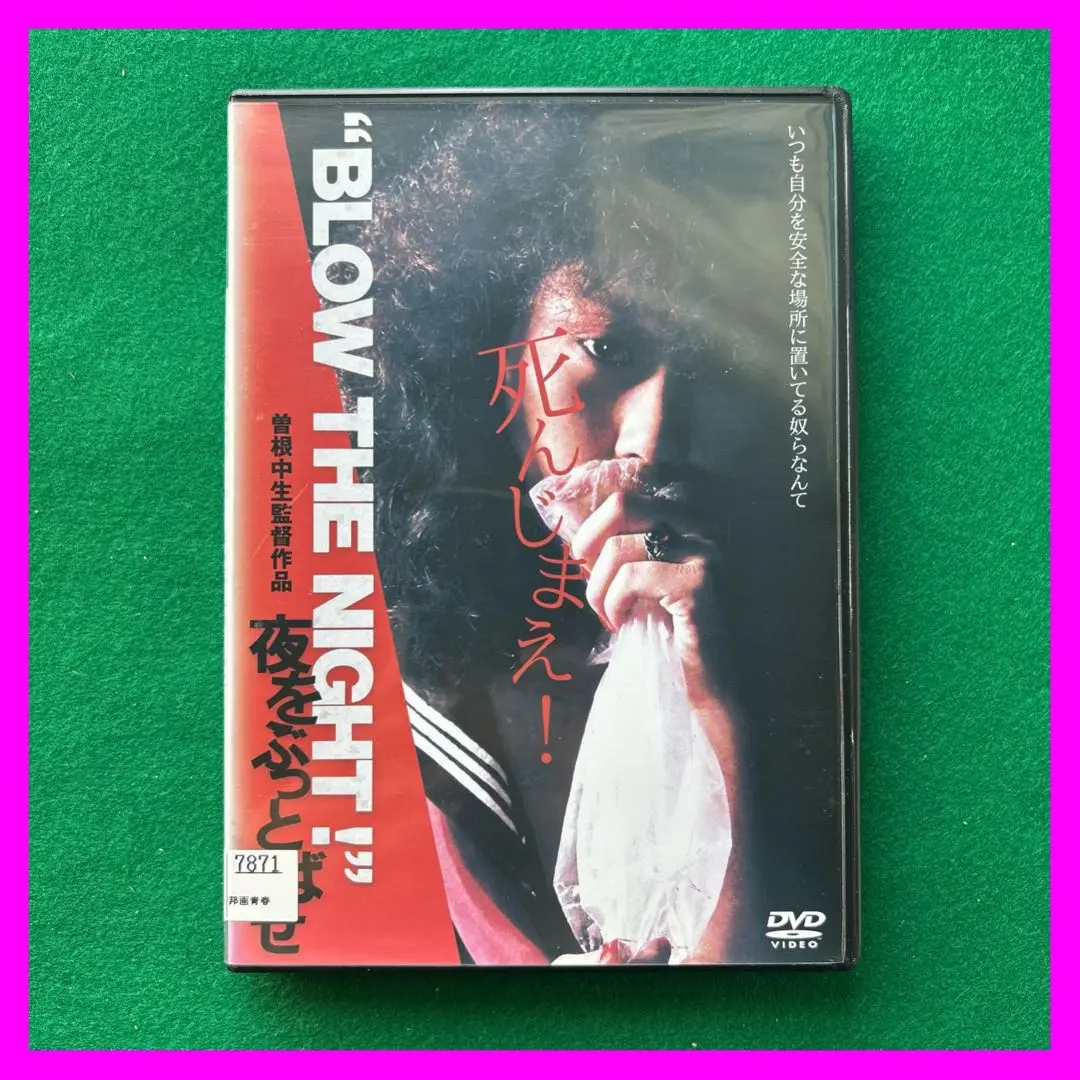 いつも自分を安全な場所に置いてる奴らなんて
死んじまえ!
“BLOW THE NIGHT!”
曽根中生監督作品
夜をぶっとばせ
7871
邦画青春
DVD
VIDEO